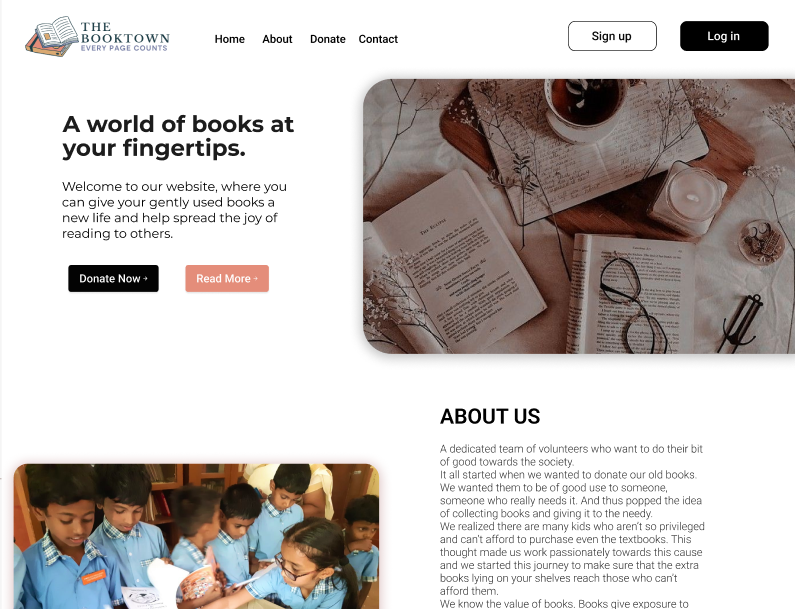 THE
BOOKTOWN
EVERY PAGE COUNTS
Home About Donate Contact
Sign up
Log in
A world of books at
your fingertips.
Welcome to our website, where you
can give your gently used books a
new life and help spread the joy of
reading to others.
Donate Now
Read More
ABOUT US
A dedicated team of volunteers who want to do their bit
of good towards the society.
It all started when we wanted to donate our old books.
We wanted them to be of good use to someone,
someone who really needs it. And thus popped the idea
of collecting books and giving it to the needy.
We realized there are many kids who aren't so privileged
and can't afford to purchase even the textbooks. This
thought made us work passionately towards this cause
and we started this journey to make sure that the extra
books lying on your shelves reach those who can't
afford them.
We know the value of books. Books give exposure to